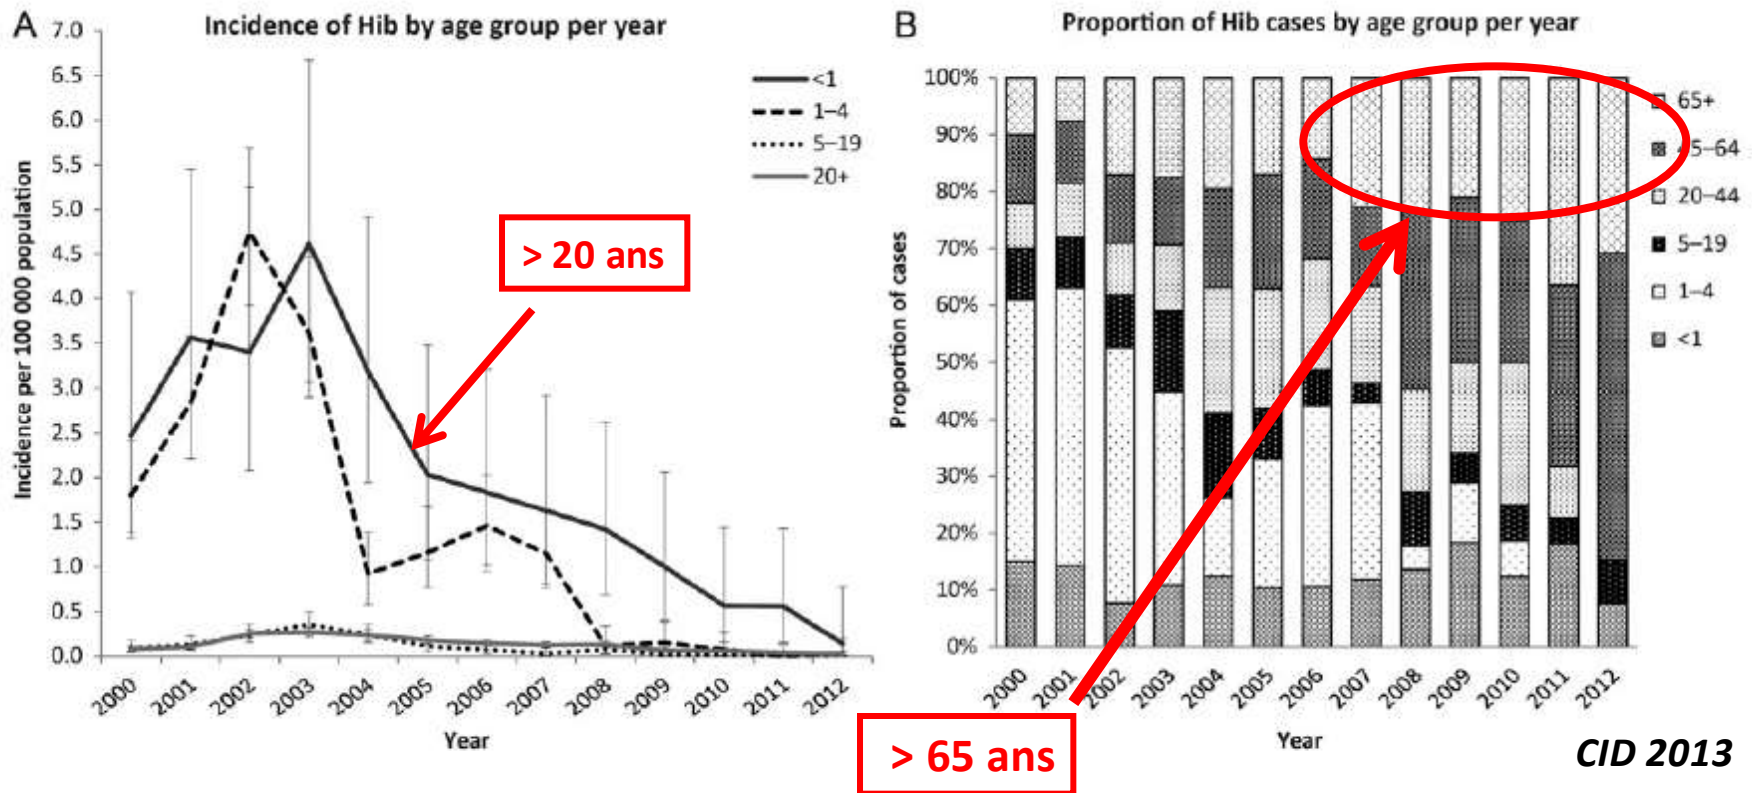 A
Incidence of Hib by age group per year
Incidence per 100 000 population
7.0
6.5
6.0
5.5
5.0
4.5
4.0
3.5
3.0
2.5
2.0
1.5
1.0
0.5
0.0
<1
1–4
5–19
20+
> 20 ans
2000 2001 2002 2003 2004 2005 2006 2007 2008 2009 2010 2011 2012
Year
B
Proportion of Hib cases by age group per year
Proportion of cases
100%
90%
80%
70%
60%
50%
40%
30%
20%
10%
0%
65+
45–64
20–44
5–19
1–4
<1
2000 2001 2002 2003 2004 2005 2006 2007 2008 2009 2010 2011 2012
Year
> 65 ans
CID 2013